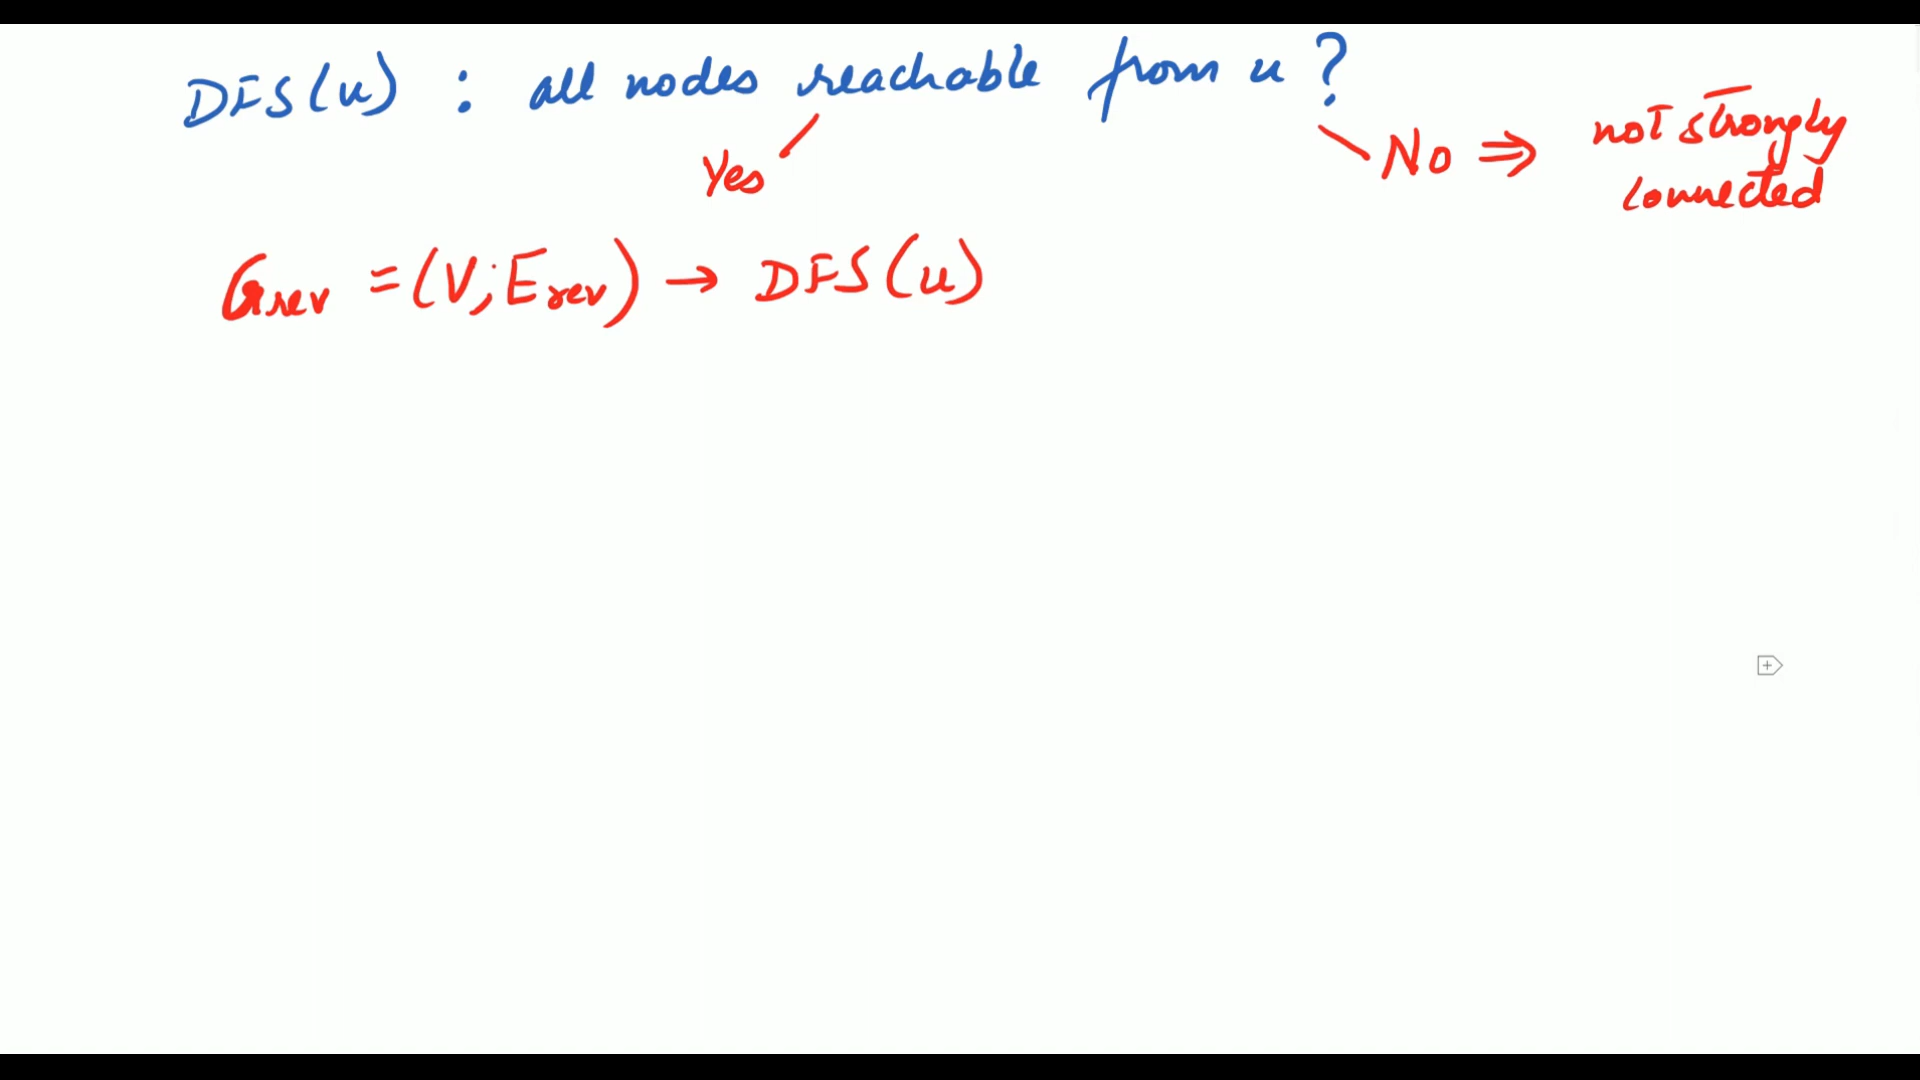 DFS(u) : all nodes reachable from u ?
Yes
No ⇒ not strongly
connected
Grev = (V, Erev) → DFS(u)